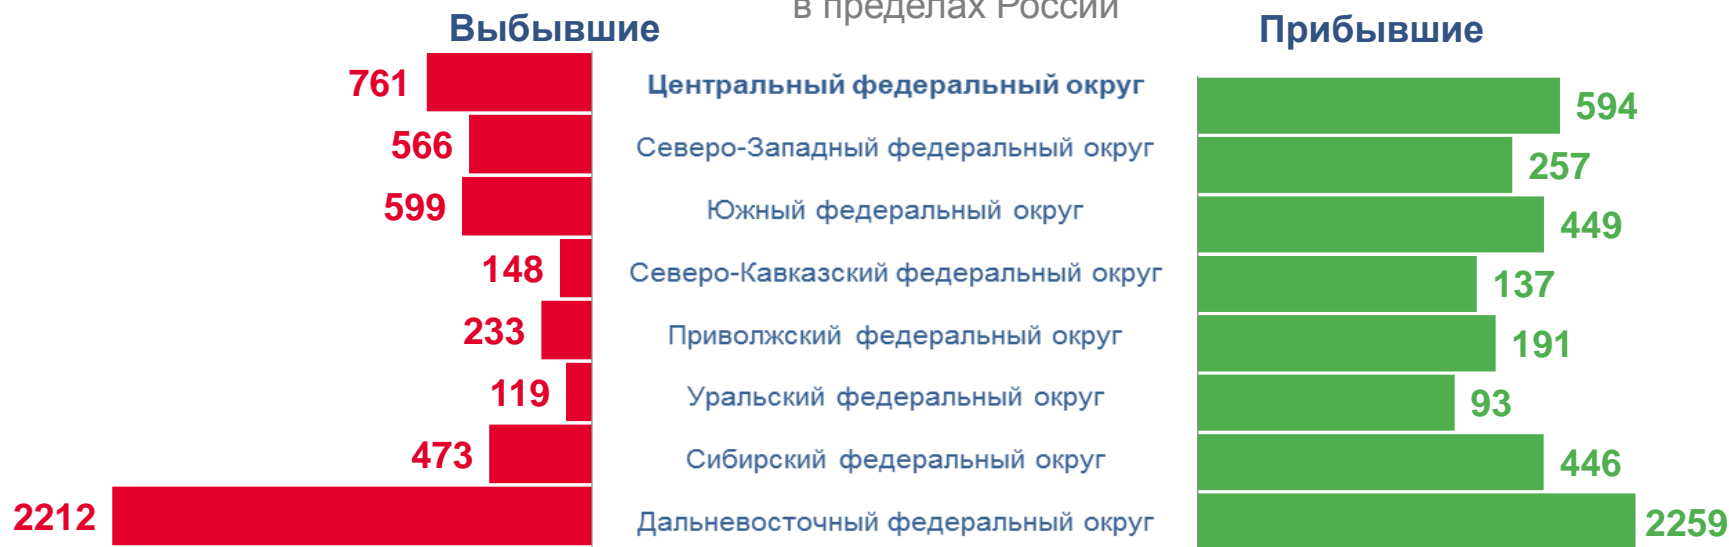 в пределах России
Выбывшие
Прибывшие
761 Центральный федеральный округ 594
566 Северо-Западный федеральный округ 257
599 Южный федеральный округ 449
148 Северо-Кавказский федеральный округ 137
233 Приволжский федеральный округ 191
119 Уральский федеральный округ 93
473 Сибирский федеральный округ 446
2212 Дальневосточный федеральный округ 2259